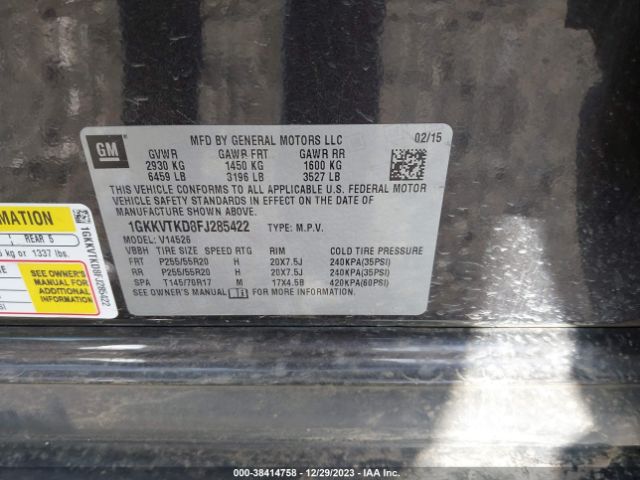 GM
MFD BY GENERAL MOTORS LLC 02/15
GVWR GAWR FRT GAWR RR
2930 KG 1450 KG 1600 KG
6459 LB 3196 LB 3527 LB
THIS VEHICLE CONFORMS TO ALL APPLICABLE U.S. FEDERAL MOTOR
VEHICLE SAFETY STANDARDS IN EFFECT ON THE DATE OF
MANUFACTURE SHOWN ABOVE.
1GKKVTKD8FJ285422 TYPE: M.P.V.
MODEL: V14526
VBBH TIRE SIZE SPEED RTG RIM COLD TIRE PRESSURE
FRT P255/55R20 H 20X7.5J 240KPA(35PSI)
RR P255/55R20 H 20X7.5J 240KPA(35PSI)
SPA T145/70R17 M 17X4.5B 420KPA(60PSI)
SEE OWNER'S MANUAL FOR MORE INFORMATION.
MATION
REAR 5
kg or 1337 lbs.
SEE OWNER'S
MANUAL FOR
ADDITIONAL
INFORMATION
1GKKVTKD8FJ285422
© 38414758 - 12/29/2023 - IAA Inc.